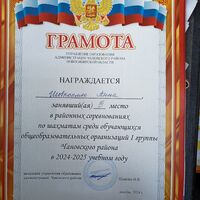 ГРАМОТА
УПРАВЛЕНИЕ ОБРАЗОВАНИЯ
АДМИНИСТРАЦИИ ЧАНОВСКОГО РАЙОНА
НОВОСИБИРСКОЙ ОБЛАСТИ
НАГРАЖДАЕТСЯ
Анна
занявший(ая) место
в районных соревнованиях
по шахматам среди обучающихся
общеобразовательных организаций I группы
Чановского района
в 2024-2025 учебном году